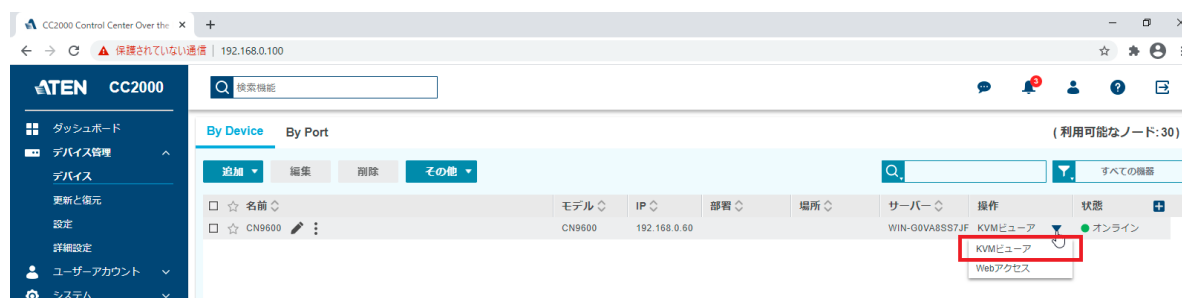 CC2000 Control Center Over the
保護されていない通信 | 192.168.0.100
ATEN CC2000
検索機能
3
ダッシュボード
デバイス管理
デバイス
更新と復元
設定
詳細設定
ユーザーアカウント
システム
By Device By Port
(利用可能なノード:30)
追加 編集 削除 その他
すべての機器
名前 モデル IP 部署 場所 サーバー 操作 状態
CN9600 CN9600 192.168.0.60 WIN-G0VA8SS7JF KVMビューア オンライン
KVMビューア
Webアクセス